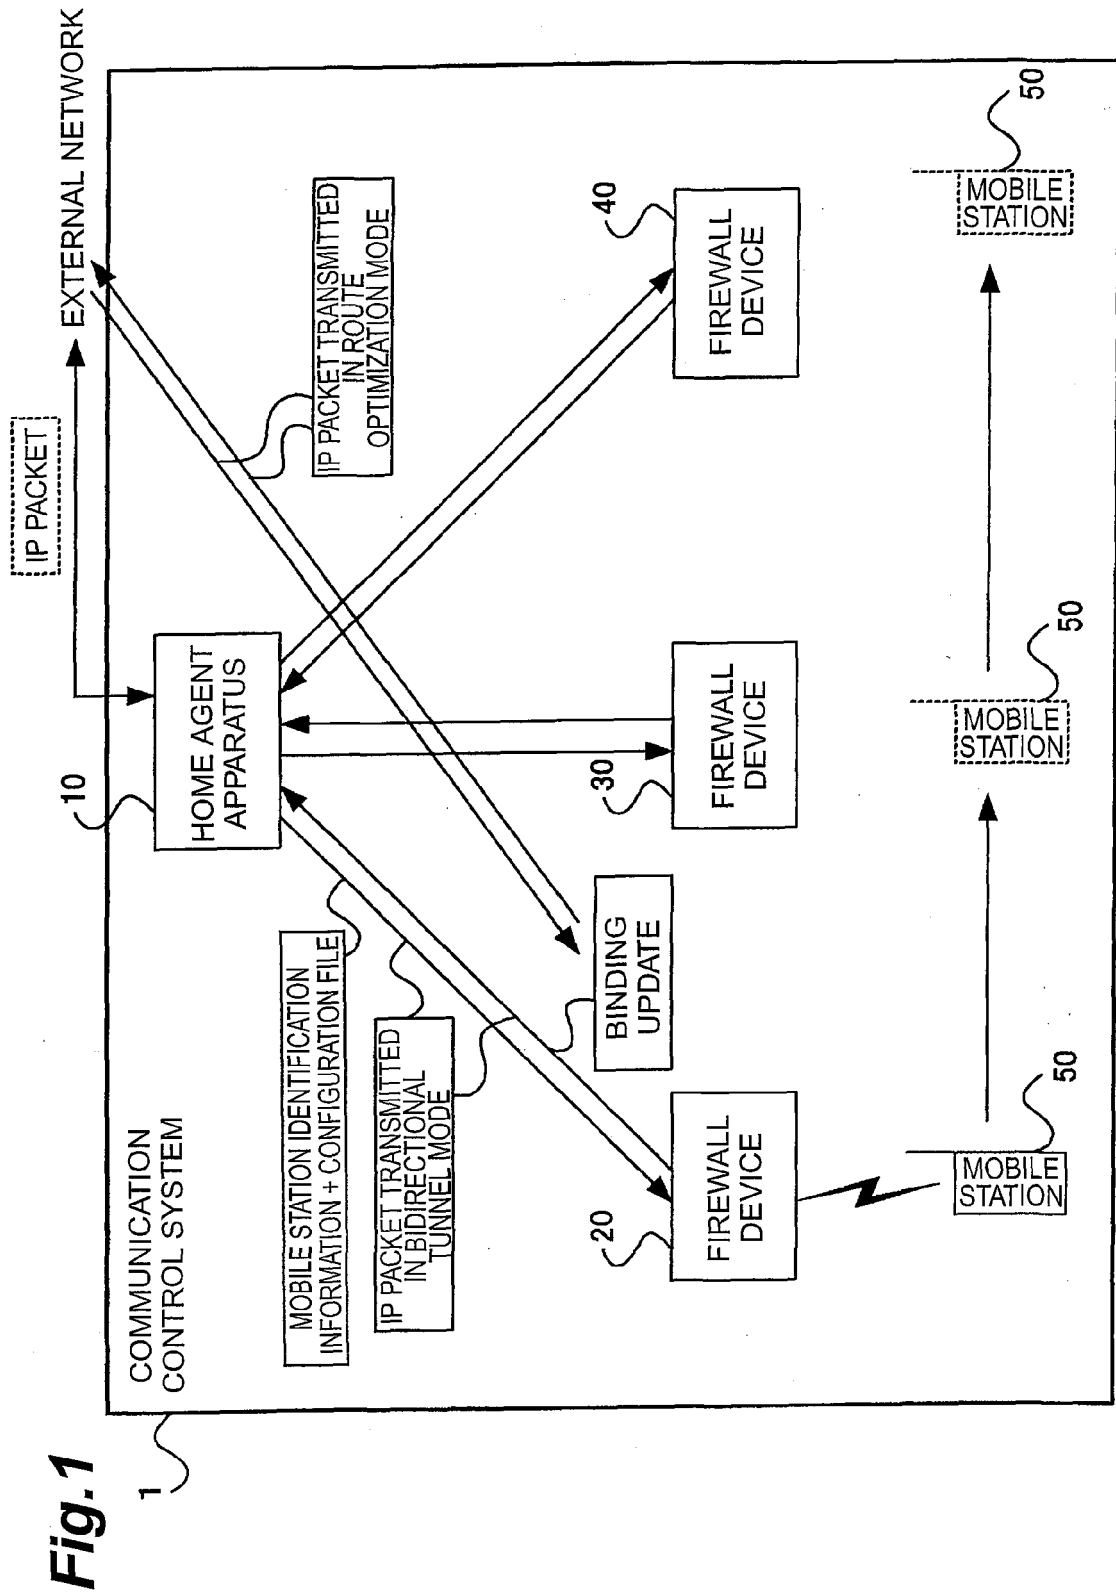 Fig.1
1
COMMUNICATION
CONTROL SYSTEM
IP PACKET
EXTERNAL NETWORK
10
HOME AGENT
APPARATUS
MOBILE STATION IDENTIFICATION
INFORMATION + CONFIGURATION FILE
IP PACKET TRANSMITTED
IN ROUTE
OPTIMIZATION MODE
IP PACKET TRANSMITTED
IN BIDIRECTIONAL
TUNNEL MODE
BINDING
UPDATE
20
FIREWALL
DEVICE
30
FIREWALL
DEVICE
40
FIREWALL
DEVICE
MOBILE
STATION
50
MOBILE
STATION
50
MOBILE
STATION
50